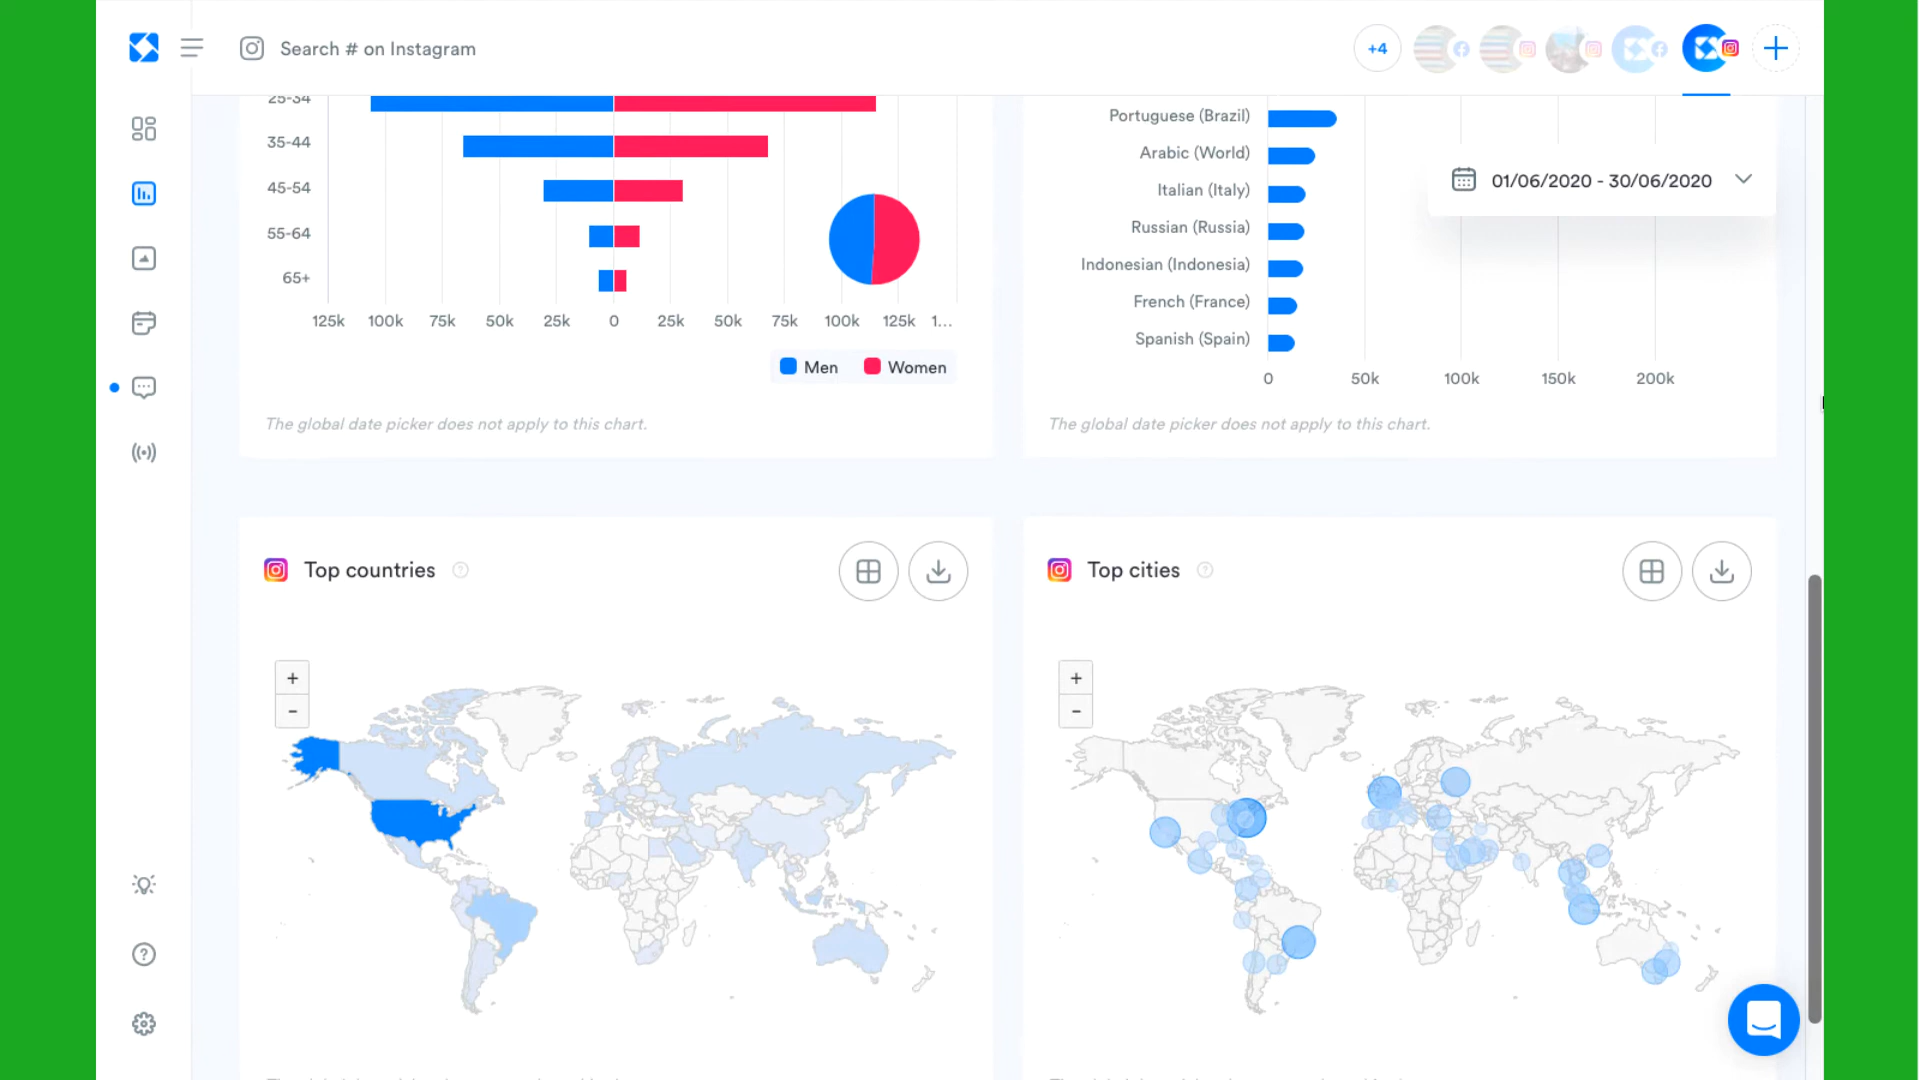 Search # on Instagram
+4
25-34
35-44
45-54
55-64
65+
125k 100k 75k 50k 25k 0 25k 50k 75k 100k 125k 1...
Men Women
The global date picker does not apply to this chart.
Portuguese (Brazil)
Arabic (World)
Italian (Italy)
Russian (Russia)
Indonesian (Indonesia)
French (France)
Spanish (Spain)
0 50k 100k 150k 200k
01/06/2020 - 30/06/2020
The global date picker does not apply to this chart.
Top countries ?
+
−
Top cities ?
+
−